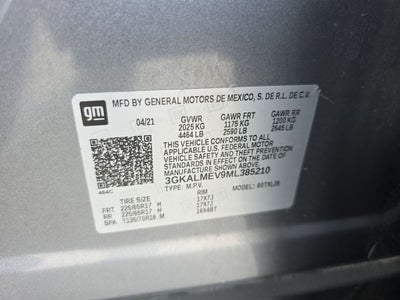 gm
MFD BY GENERAL MOTORS DE MEXICO, S. DE R.L. DE C.V.
04/21 GVWR GAWR FRT GAWR RR
2025 KG 1175 KG 1200 KG
4464 LB 2590 LB 2645 LB
THIS VEHICLE CONFORMS TO ALL
APPLICABLE U.S. FEDERAL MOTOR
VEHICLE SAFETY, BUMPER, AND
THEFT PREVENTION STANDARDS IN
EFFECT ON THE DATE OF
MANUFACTURE SHOWN ABOVE.
3GKALMEV9ML385210
TYPE: M.P.V. MODEL:
TIRE SIZE RIM
FRT 225/65R17 H 17X7J
RR 225/65R17 H 17X7J
SPA T135/70R16 M 16X4BT